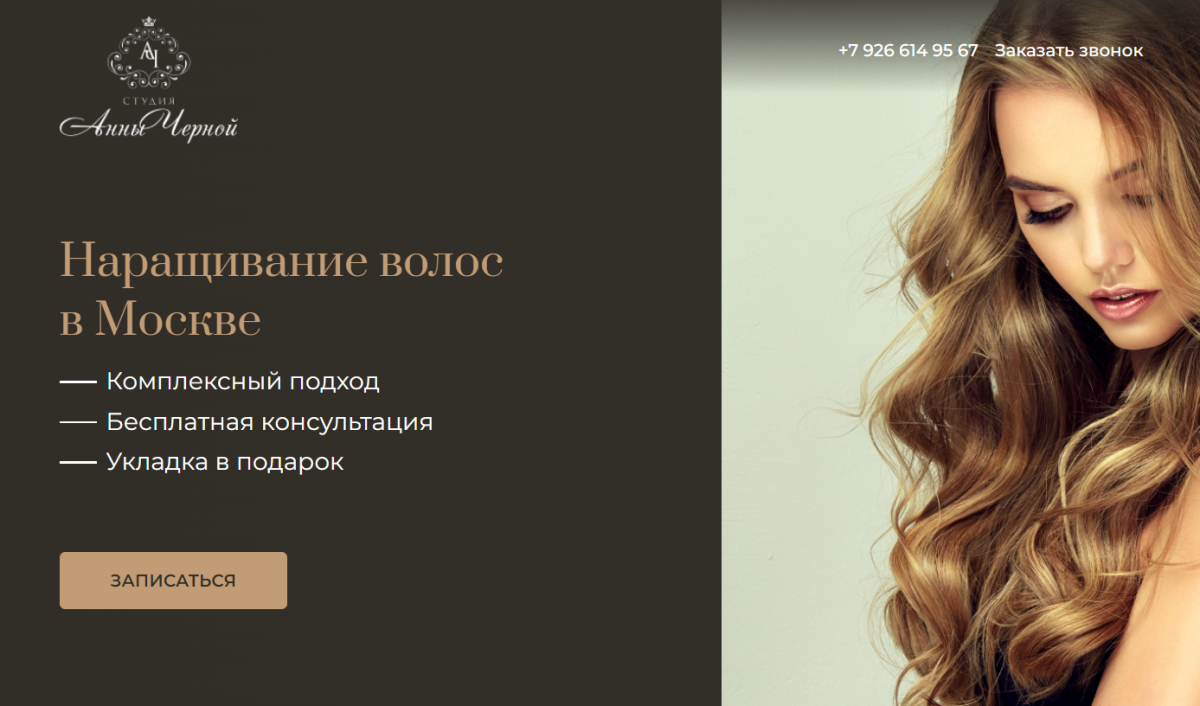 АЧ
СТУДИЯ
Анны Черной
+7 926 614 95 67 Заказать звонок
Наращивание волос
в Москве
Комплексный подход
Бесплатная консультация
Укладка в подарок
ЗАПИСАТЬСЯ